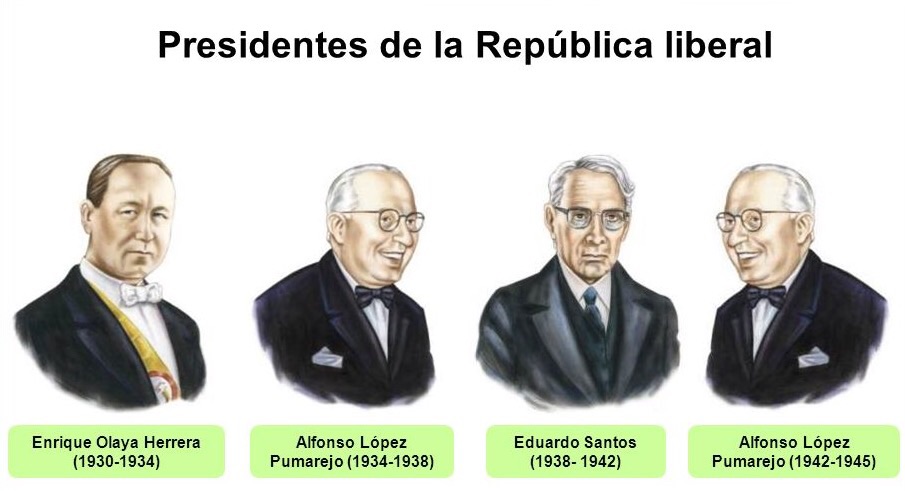 Presidentes de la República liberal
Enrique Olaya Herrera
(1930-1934)
Alfonso López
Pumarejo (1934-1938)
Eduardo Santos
(1938- 1942)
Alfonso López
Pumarejo (1942-1945)